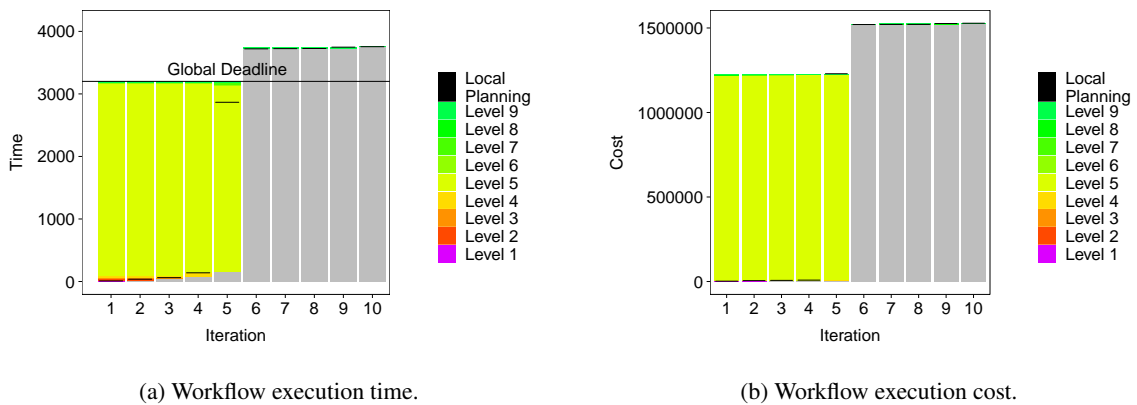 4000
3000
2000
1000
0
Time
Global Deadline
1 2 3 4 5 6 7 8 9 10
Iteration
Local
Planning
Level 9
Level 8
Level 7
Level 6
Level 5
Level 4
Level 3
Level 2
Level 1
(a) Workflow execution time.
1500000
1000000
500000
0
Cost
1 2 3 4 5 6 7 8 9 10
Iteration
Local
Planning
Level 9
Level 8
Level 7
Level 6
Level 5
Level 4
Level 3
Level 2
Level 1
(b) Workflow execution cost.